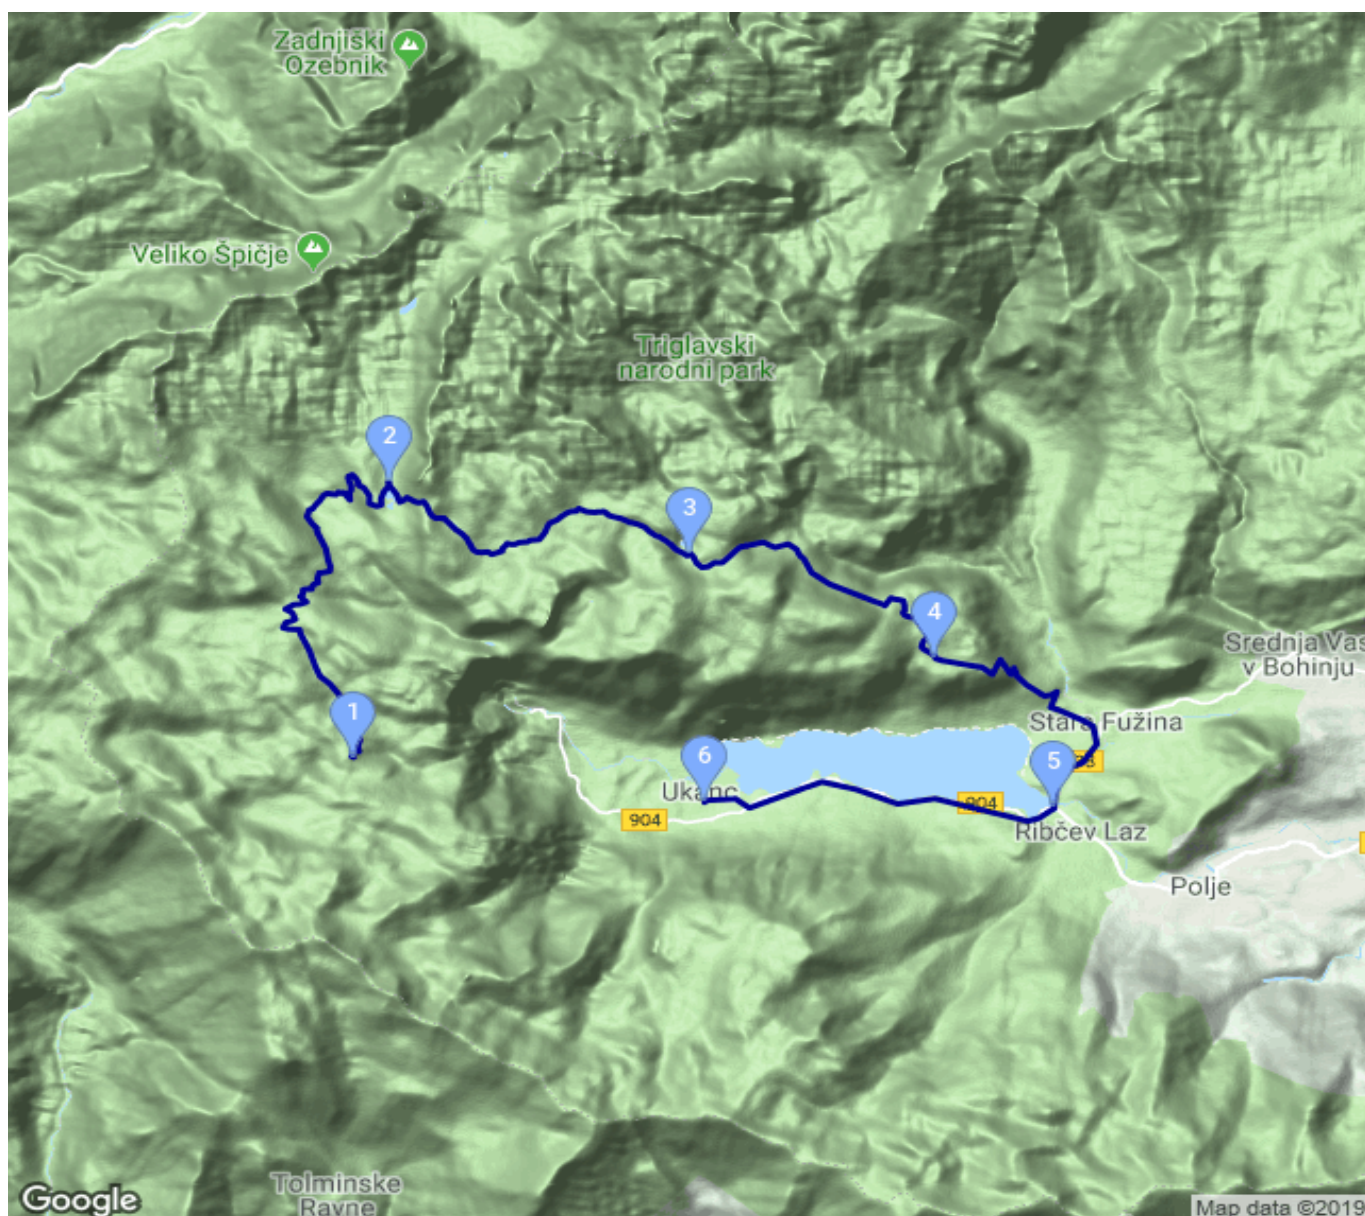 Zadnjiški
Ozebnik
Veliko Špičje
Triglavski
narodni park
2
3
4
Srednja Vas
v Bohinju
1
Stara Fužina
6
5
Ukanc
904
904
Ribčev Laz
Polje
Tolminske
Ravne
Google
Map data ©2019